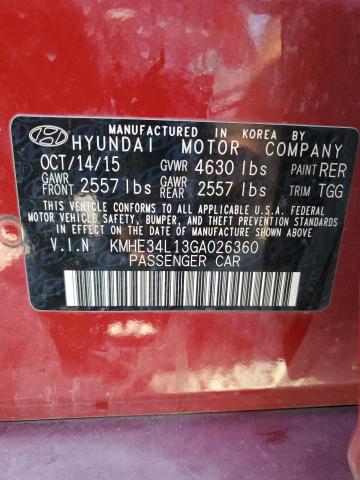 MANUFACTURED IN KOREA BY
HYUNDAI MOTOR COMPANY
OCT/14/15 GVWR 4630 lbs PAINT RER
GAWR FRONT 2557 lbs GAWR REAR 2557 lbs TRIM TGG
THIS VEHICLE CONFORMS TO ALL APPLICABLE U.S.A. FEDERAL
MOTOR VEHICLE SAFETY, BUMPER, AND THEFT PREVENTION
STANDARDS IN EFFECT ON THE DATE OF MANUFACTURE SHOWN ABOVE.
V.I.N KMHE34L13GA026360
PASSENGER CAR